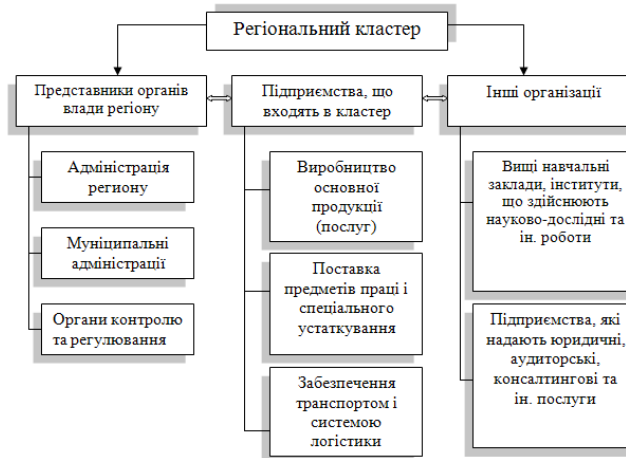 Регіональний кластер
Представники органів
влади регіону
Підприємства, що
входять в кластер
Інші організації
Адміністрація
региону
Муниципальні
адміністрації
Органи контролю
та регулювання
Виробництво
основної
продукції
(послуг)
Поставка
предметів праці і
спеціального
устаткування
Забезпечення
транспортом і
системою
логістики
Вищі навчальні
заклади, інститути,
що здійснюють
науково-дослідні та
ін. роботи
Підприємства, які
надають юридичні,
аудиторські,
консалтингові та
ін. послуги